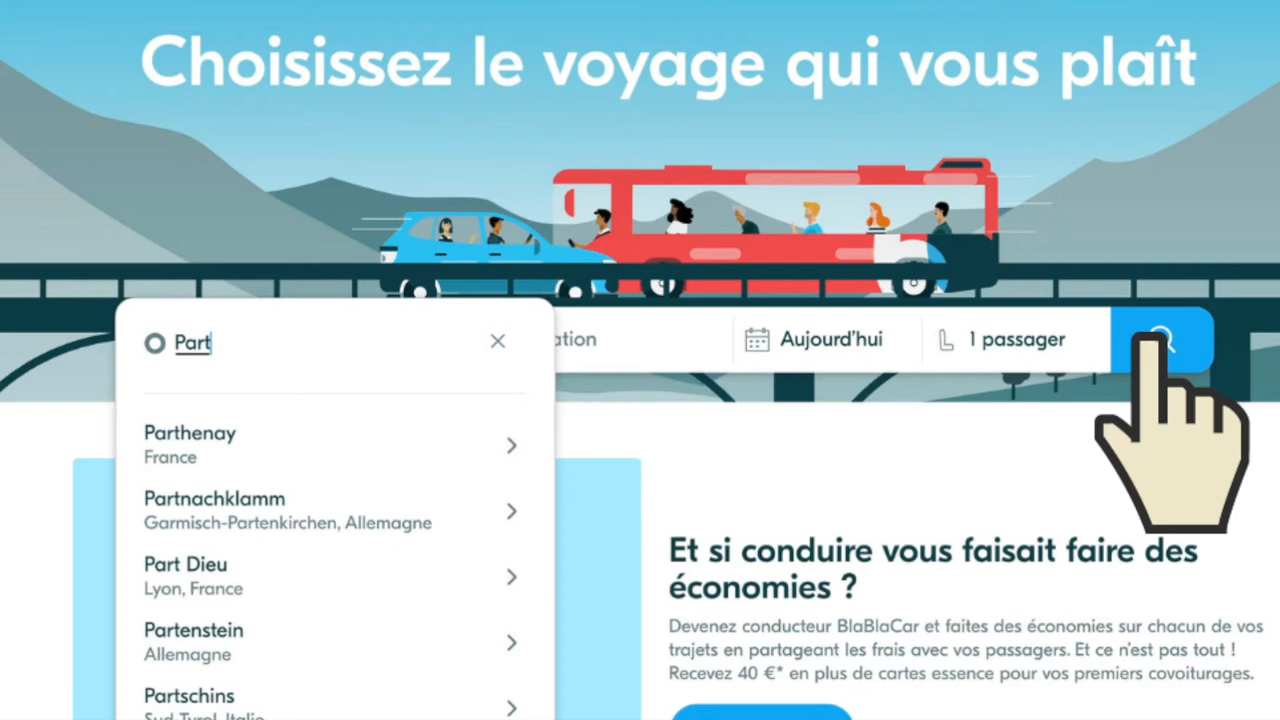 Choisissez le voyage qui vous plaît
Part
ation
Aujourd'hui
1 passager
Parthenay
France
Partnachklamm
Garmisch-Partenkirchen, Allemagne
Part Dieu
Lyon, France
Partenstein
Allemagne
Partschins
Sud-Tyrol, Italie
Et si conduire vous faisait faire des
économies ?
Devenez conducteur BlaBlaCar et faites des économies sur chacun de vos
trajets en partageant les frais avec vos passagers. Et ce n'est pas tout !
Recevez 40 €* en plus de cartes essence pour vos premiers covoiturages.